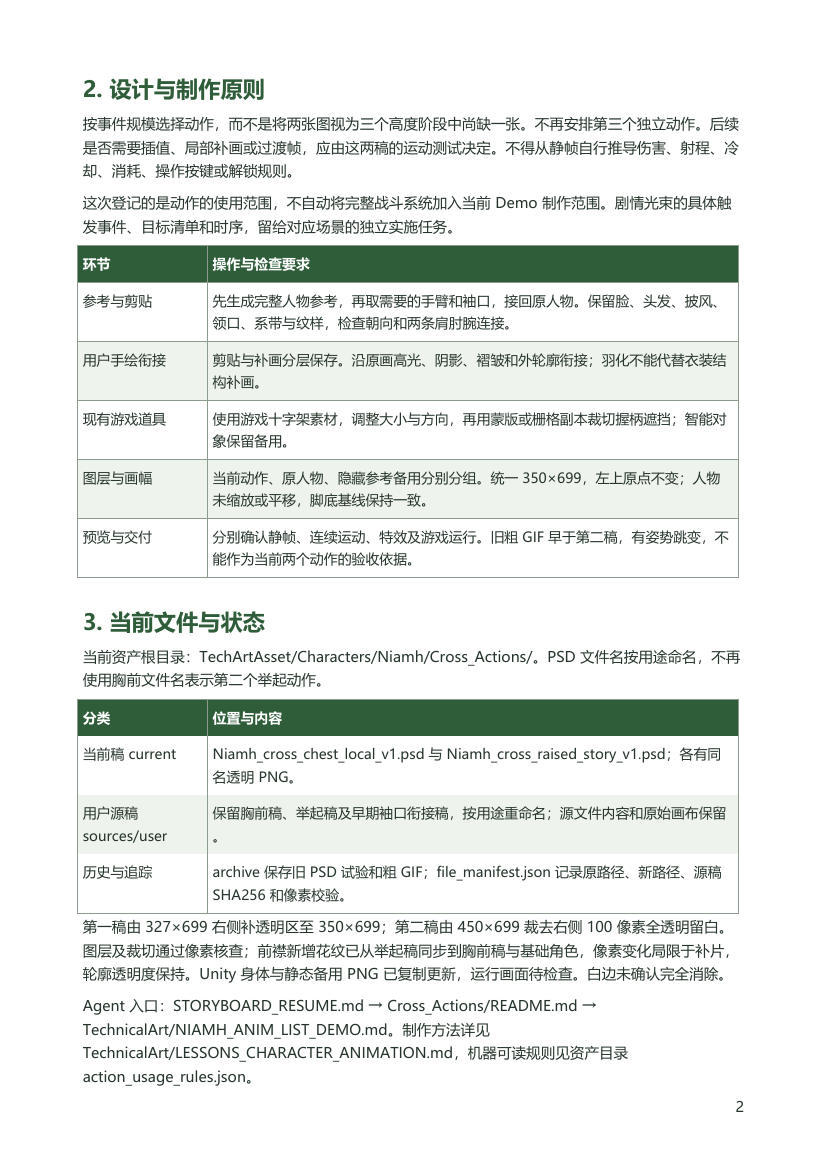 2. 设计与制作原则
按事件规模选择动作，而不是将两张图视为三个高度阶段中尚缺一张。不再安排第三个独立动作。后续
是否需要插值、局部补画或过渡帧，应由这两稿的运动测试决定。不得从静帧自行推导伤害、射程、冷
却、消耗、操作按键或解锁规则。
这次登记的是动作的使用范围，不自动将完整战斗系统加入当前 Demo 制作范围。剧情光束的具体触
发事件、目标清单和时序，留给对应场景的独立实施任务。
环节 操作与检查要求
参考与剪贴 先生成完整人物参考，再取需要的手臂和袖口，接回原人物。保留脸、头发、披风、
领口、系带与纹样，检查朝向和两条肩肘腕连接。
用户手绘衔接 剪贴与补画分层保存。沿原画高光、阴影、褶皱和外轮廓衔接；羽化不能代替衣装结
构补画。
现有游戏道具 使用游戏十字架素材，调整大小与方向，再用蒙版或栅格副本裁切握柄遮挡；智能对
象保留备用。
图层与画幅 当前动作、原人物、隐藏参考备用分别分组。统一 350×699，左上原点不变；人物
未缩放或平移，脚底基线保持一致。
预览与交付 分别确认静帧、连续运动、特效及游戏运行。旧粗 GIF 早于第二稿，有姿势跳变，不
能作为当前两个动作的验收依据。
3. 当前文件与状态
当前资产根目录：TechArtAsset/Characters/Niamh/Cross_Actions/。PSD 文件名按用途命名，不再
使用胸前文件名表示第二个举起动作。
分类 位置与内容
当前稿 current Niamh_cross_chest_local_v1.psd 与 Niamh_cross_raised_story_v1.psd；各有同
名透明 PNG。
用户源稿 保留胸前稿、举起稿及早期袖口衔接稿，按用途重命名；源文件内容和原始画布保留
sources/user 。
历史与追踪 archive 保存旧 PSD 试验和粗 GIF；file_manifest.json 记录原路径、新路径、源稿
SHA256 和像素校验。
第一稿由 327×699 右侧补透明区至 350×699；第二稿由 450×699 裁去右侧 100 像素全透明留白。
图层及裁切通过像素核查；前襟新增花纹已从举起稿同步到胸前稿与基础角色，像素变化局限于补片，
轮廓透明度保持。Unity 身体与静态备用 PNG 已复制更新，运行画面待检查。白边未确认完全消除。
Agent 入口：STORYBOARD_RESUME.md → Cross_Actions/README.md →
TechnicalArt/NIAMH_ANIM_LIST_DEMO.md。制作方法详见
TechnicalArt/LESSONS_CHARACTER_ANIMATION.md，机器可读规则见资产目录
action_usage_rules.json。
2